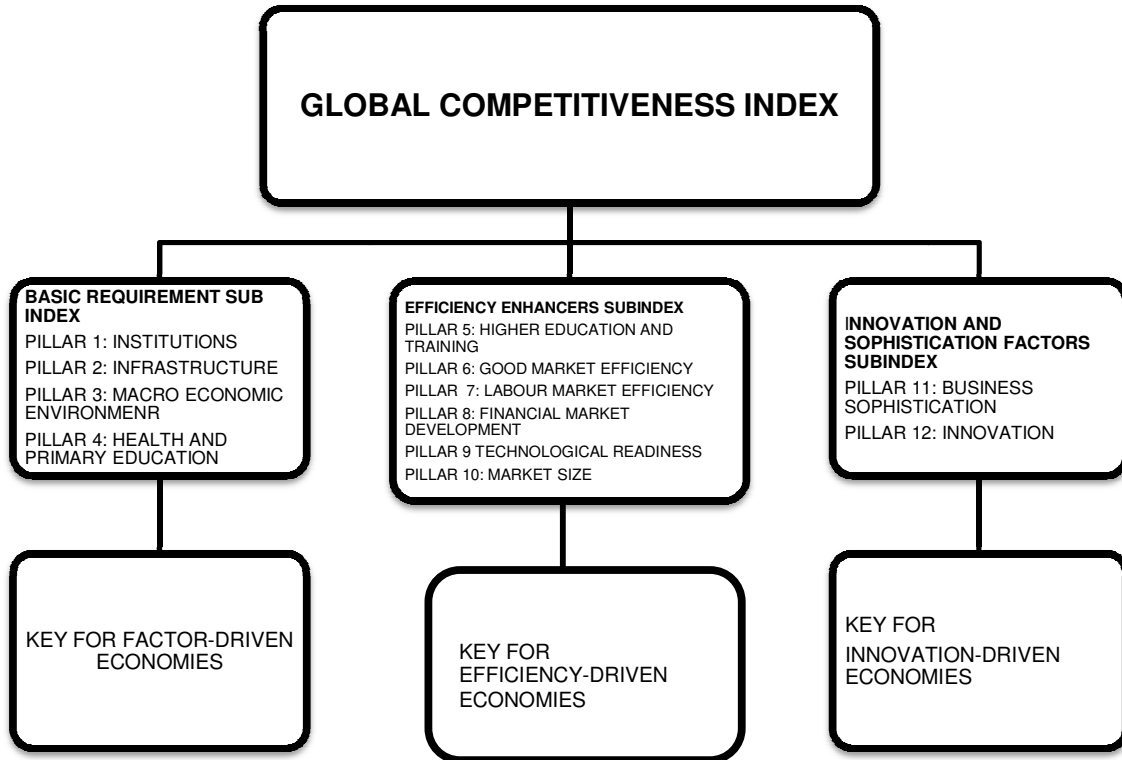 GLOBAL COMPETITIVENESS INDEX
BASIC REQUIREMENT SUB
INDEX
PILLAR 1: INSTITUTIONS
PILLAR 2: INFRASTRUCTURE
PILLAR 3: MACRO ECONOMIC
ENVIRONMENR
PILLAR 4: HEALTH AND
PRIMARY EDUCATION
EFFICIENCY ENHANCERS SUBINDEX
PILLAR 5: HIGHER EDUCATION AND
TRAINING
PILLAR 6: GOOD MARKET EFFICIENCY
PILLAR 7: LABOUR MARKET EFFICIENCY
PILLAR 8: FINANCIAL MARKET
DEVELOPMENT
PILLAR 9 TECHNOLOGICAL READINESS
PILLAR 10: MARKET SIZE
INNOVATION AND
SOPHISTICATION FACTORS
SUBINDEX
PILLAR 11: BUSINESS
SOPHISTICATION
PILLAR 12: INNOVATION
KEY FOR FACTOR-DRIVEN
ECONOMIES
KEY FOR
EFFICIENCY-DRIVEN
ECONOMIES
KEY FOR
INNOVATION-DRIVEN
ECONOMIES